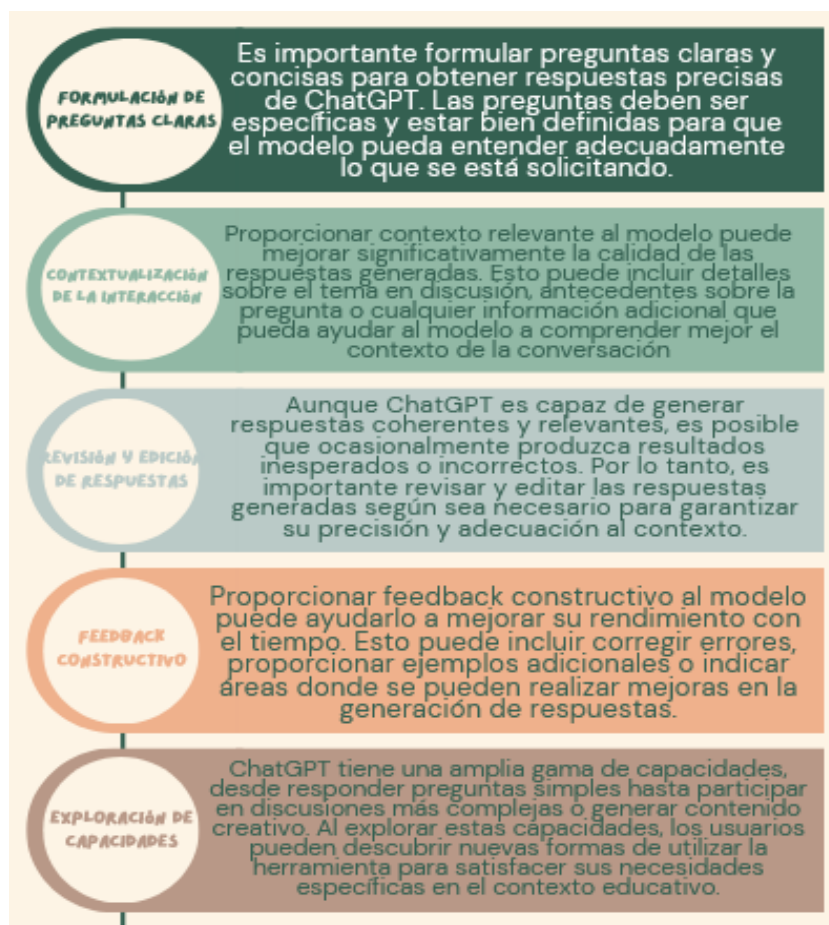 FORMULACIÓN DE
PREGUNTAS CLARAS
Es importante formular preguntas claras y
concisas para obtener respuestas precisas
de ChatGPT. Las preguntas deben ser
específicas y estar bien definidas para que
el modelo pueda entender adecuadamente
lo que se está solicitando.
CONTEXTUALIZACIÓN
DE LA INTERACCIÓN
Proporcionar contexto relevante al modelo puede
mejorar significativamente la calidad de las
respuestas generadas. Esto puede incluir detalles
sobre el tema en discusión, antecedentes sobre la
pregunta o cualquier información adicional que
pueda ayudar al modelo a comprender mejor el
contexto de la conversación
REVISIÓN Y EDICIÓN
DE RESPUESTAS
Aunque ChatGPT es capaz de generar
respuestas coherentes y relevantes, es posible
que ocasionalmente produzca resultados
inesperados o incorrectos. Por lo tanto, es
importante revisar y editar las respuestas
generadas según sea necesario para garantizar
su precisión y adecuación al contexto.
FEEDBACK
CONSTRUCTIVO
Proporcionar feedback constructivo al modelo
puede ayudarlo a mejorar su rendimiento con
el tiempo. Esto puede incluir corregir errores,
proporcionar ejemplos adicionales o indicar
áreas donde se pueden realizar mejoras en la
generación de respuestas.
EXPLORACIÓN DE
CAPACIDADES
ChatGPT tiene una amplia gama de capacidades,
desde responder preguntas simples hasta participar
en discusiones más complejas o generar contenido
creativo. Al explorar estas capacidades, los usuarios
pueden descubrir nuevas formas de utilizar la
herramienta para satisfacer sus necesidades
específicas en el contexto educativo.